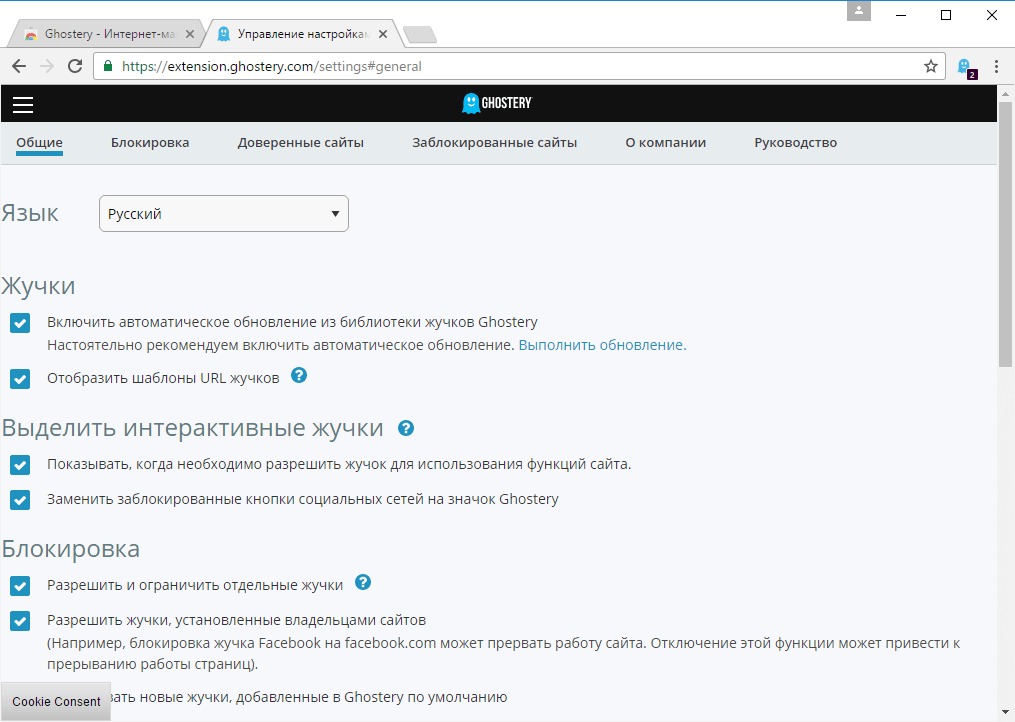 Ghostery - Интернет-ма
Управление настройкам
https://extension.ghostery.com/settings#general
2
GHOSTERY
Общие Блокировка Доверенные сайты Заблокированные сайты О компании Руководство
Язык Русский
Жучки
Включить автоматическое обновление из библиотеки жучков Ghostery
Настоятельно рекомендуем включить автоматическое обновление. Выполнить обновление.
Отобразить шаблоны URL жучков ?
Выделить интерактивные жучки ?
Показывать, когда необходимо разрешить жучок для использования функций сайта.
Заменить заблокированные кнопки социальных сетей на значок Ghostery
Блокировка
Разрешить и ограничить отдельные жучки ?
Разрешить жучки, установленные владельцами сайтов
(Например, блокировка жучка Facebook на facebook.com может прервать работу сайта. Отключение этой функции может привести к
прерыванию работы страниц).
Cookie Consent
вать новые жучки, добавленные в Ghostery по умолчанию